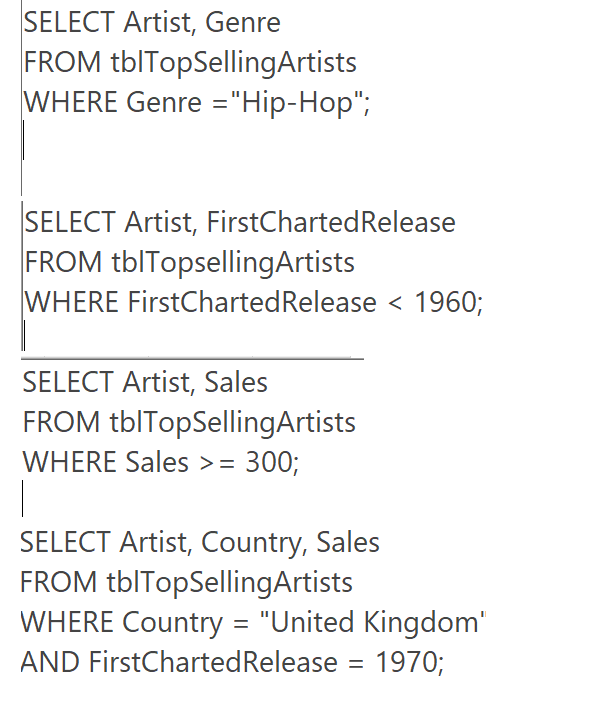 SELECT Artist, Genre
FROM tblTopSellingArtists
WHERE Genre ="Hip-Hop";
SELECT Artist, FirstChartedRelease
FROM tblTopsellingArtists
WHERE FirstChartedRelease < 1960;
SELECT Artist, Sales
FROM tblTopSellingArtists
WHERE Sales >= 300;
SELECT Artist, Country, Sales
FROM tblTopSellingArtists
WHERE Country = "United Kingdom"
AND FirstChartedRelease = 1970;